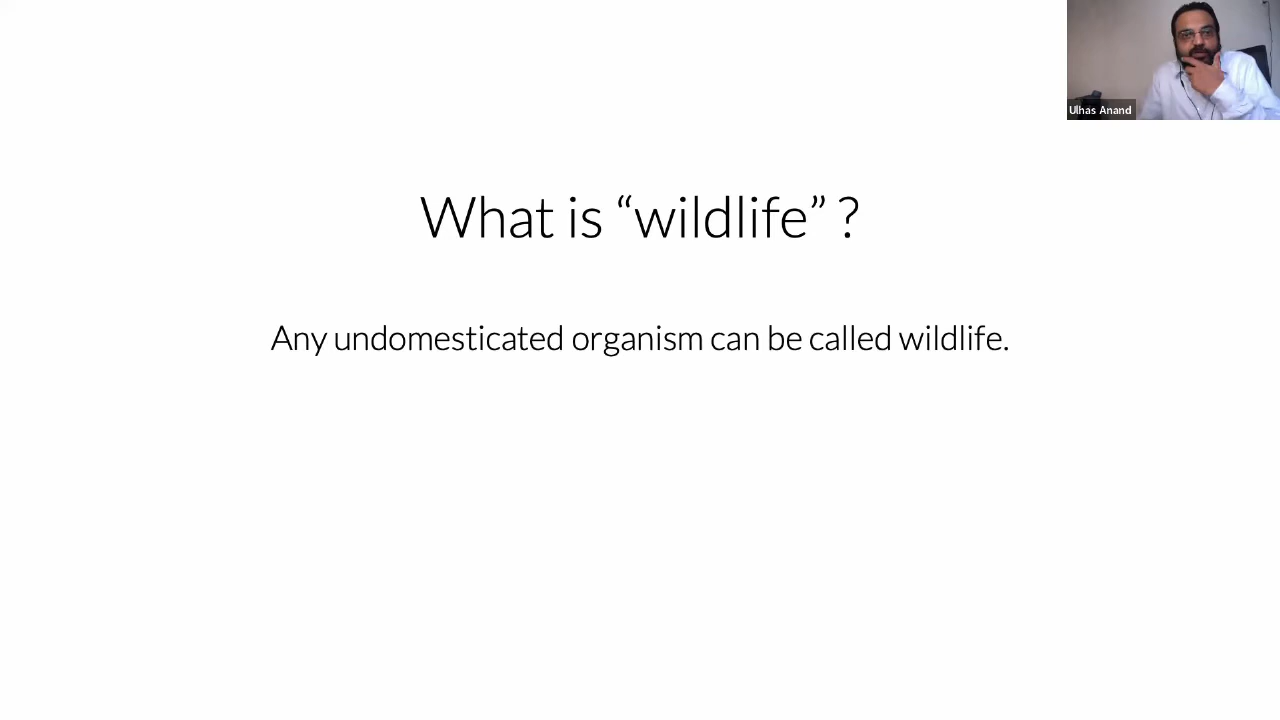 Ulhas Anand
What is “wildlife” ?
Any undomesticated organism can be called wildlife.